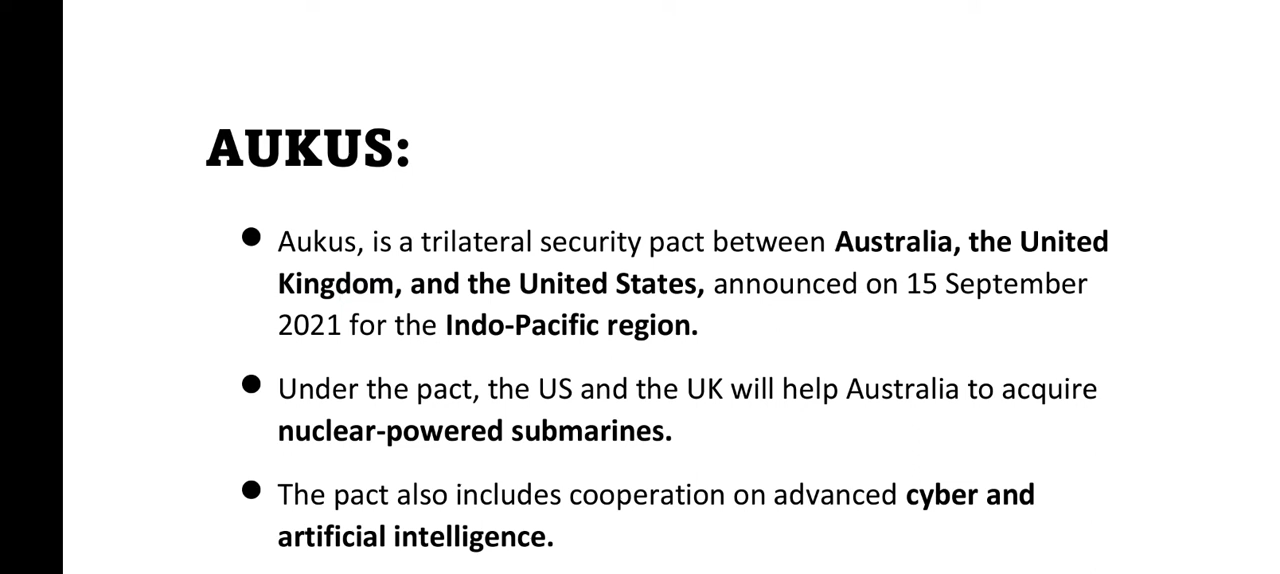 AUKUS:
● Aukus, is a trilateral security pact between Australia, the United
Kingdom, and the United States, announced on 15 September
2021 for the Indo-Pacific region.
● Under the pact, the US and the UK will help Australia to acquire
nuclear-powered submarines.
● The pact also includes cooperation on advanced cyber and
artificial intelligence.